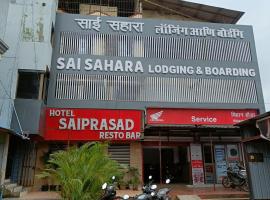 साई सहारा लॉजिंग आणि बोर्डींग
SAI SAHARA LODGING & BOARDING
HOTEL
SAIPRASAD
RESTO BAR
Service